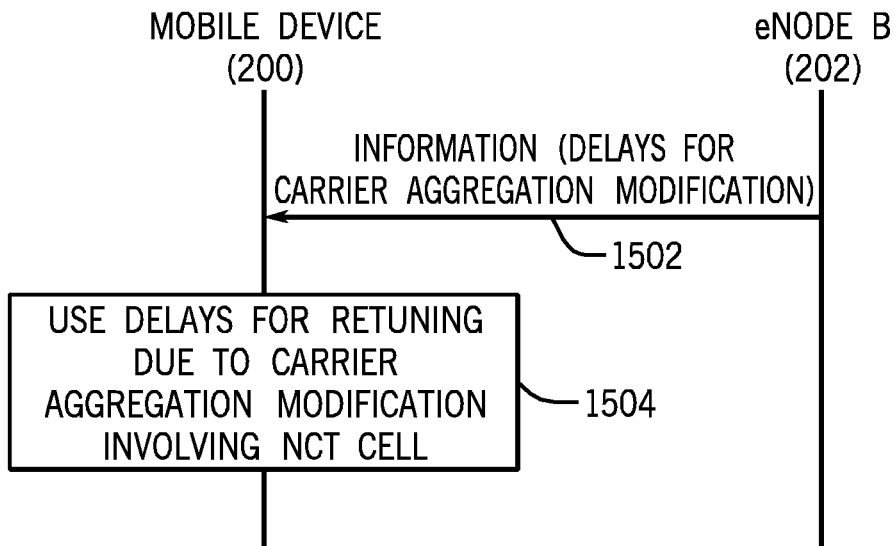 MOBILE DEVICE
(200)
eNODE B
(202)
INFORMATION (DELAYS FOR
CARRIER AGGREGATION MODIFICATION)
1502
USE DELAYS FOR RETUNING
DUE TO CARRIER
AGGREGATION MODIFICATION
INVOLVING NCT CELL
1504